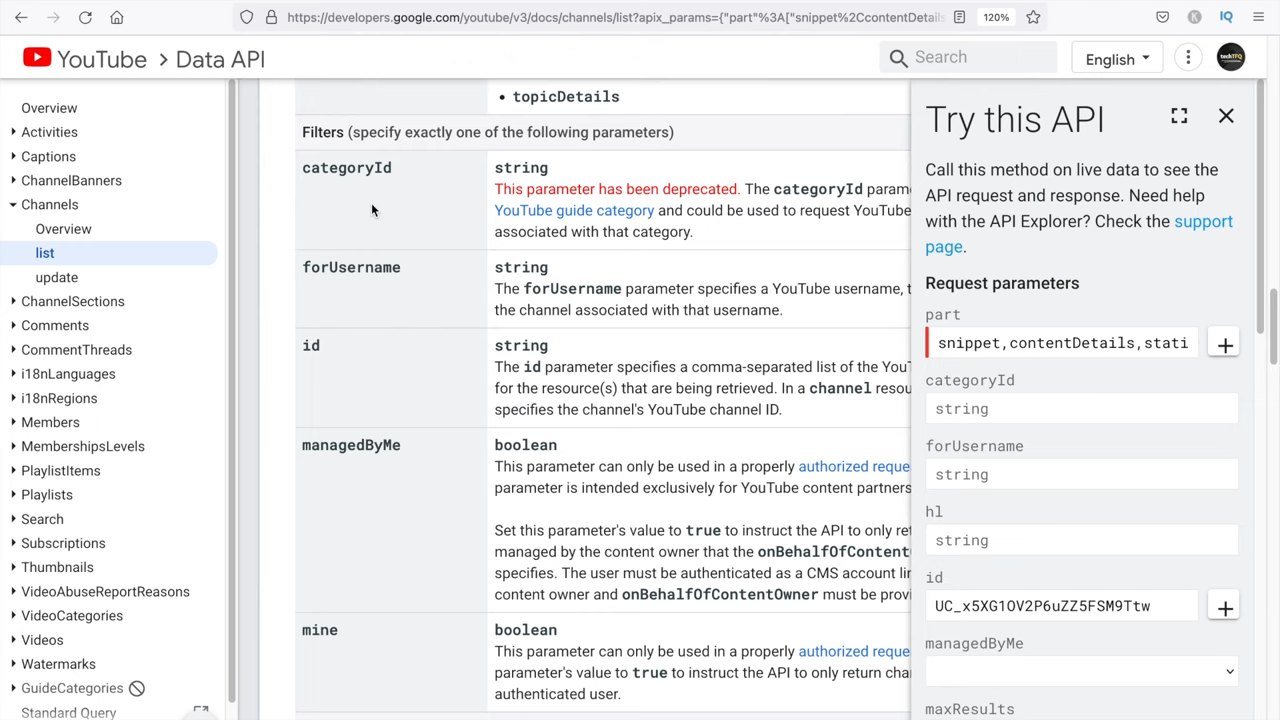 https://developers.google.com/youtube/v3/docs/channels/list?apix_params={"part"%3A["snippet%2CcontentDetails
120%
K
IQ
YouTube > Data API
Search
English
techTFQ
Overview
Activities
Captions
ChannelBanners
Channels
Overview
list
update
ChannelSections
Comments
CommentThreads
i18nLanguages
i18nRegions
Members
MembershipsLevels
PlaylistItems
Playlists
Search
Subscriptions
Thumbnails
VideoAbuseReportReasons
VideoCategories
Videos
Watermarks
GuideCategories
Standard Query
• topicDetails
Filters (specify exactly one of the following parameters)
categoryId
string
This parameter has been deprecated. The categoryId param
YouTube guide category and could be used to request YouTube
associated with that category.
forUsername
string
The forUsername parameter specifies a YouTube username, t
the channel associated with that username.
id
string
The id parameter specifies a comma-separated list of the You
for the resource(s) that are being retrieved. In a channel resou
specifies the channel's YouTube channel ID.
managedByMe
boolean
This parameter can only be used in a properly authorized reque
parameter is intended exclusively for YouTube content partners
Set this parameter's value to true to instruct the API to only ret
managed by the content owner that the onBehalfOfContent
specifies. The user must be authenticated as a CMS account lin
content owner and onBehalfOfContentOwner must be provi
mine
boolean
This parameter can only be used in a properly authorized reque
parameter's value to true to instruct the API to only return cha
authenticated user.
Try this API
Call this method on live data to see the
API request and response. Need help
with the API Explorer? Check the support
page.
Request parameters
part
snippet,contentDetails,stati
categoryId
string
forUsername
string
hl
string
id
UC_x5XG1OV2P6uZZ5FSM9Ttw
managedByMe
maxResults